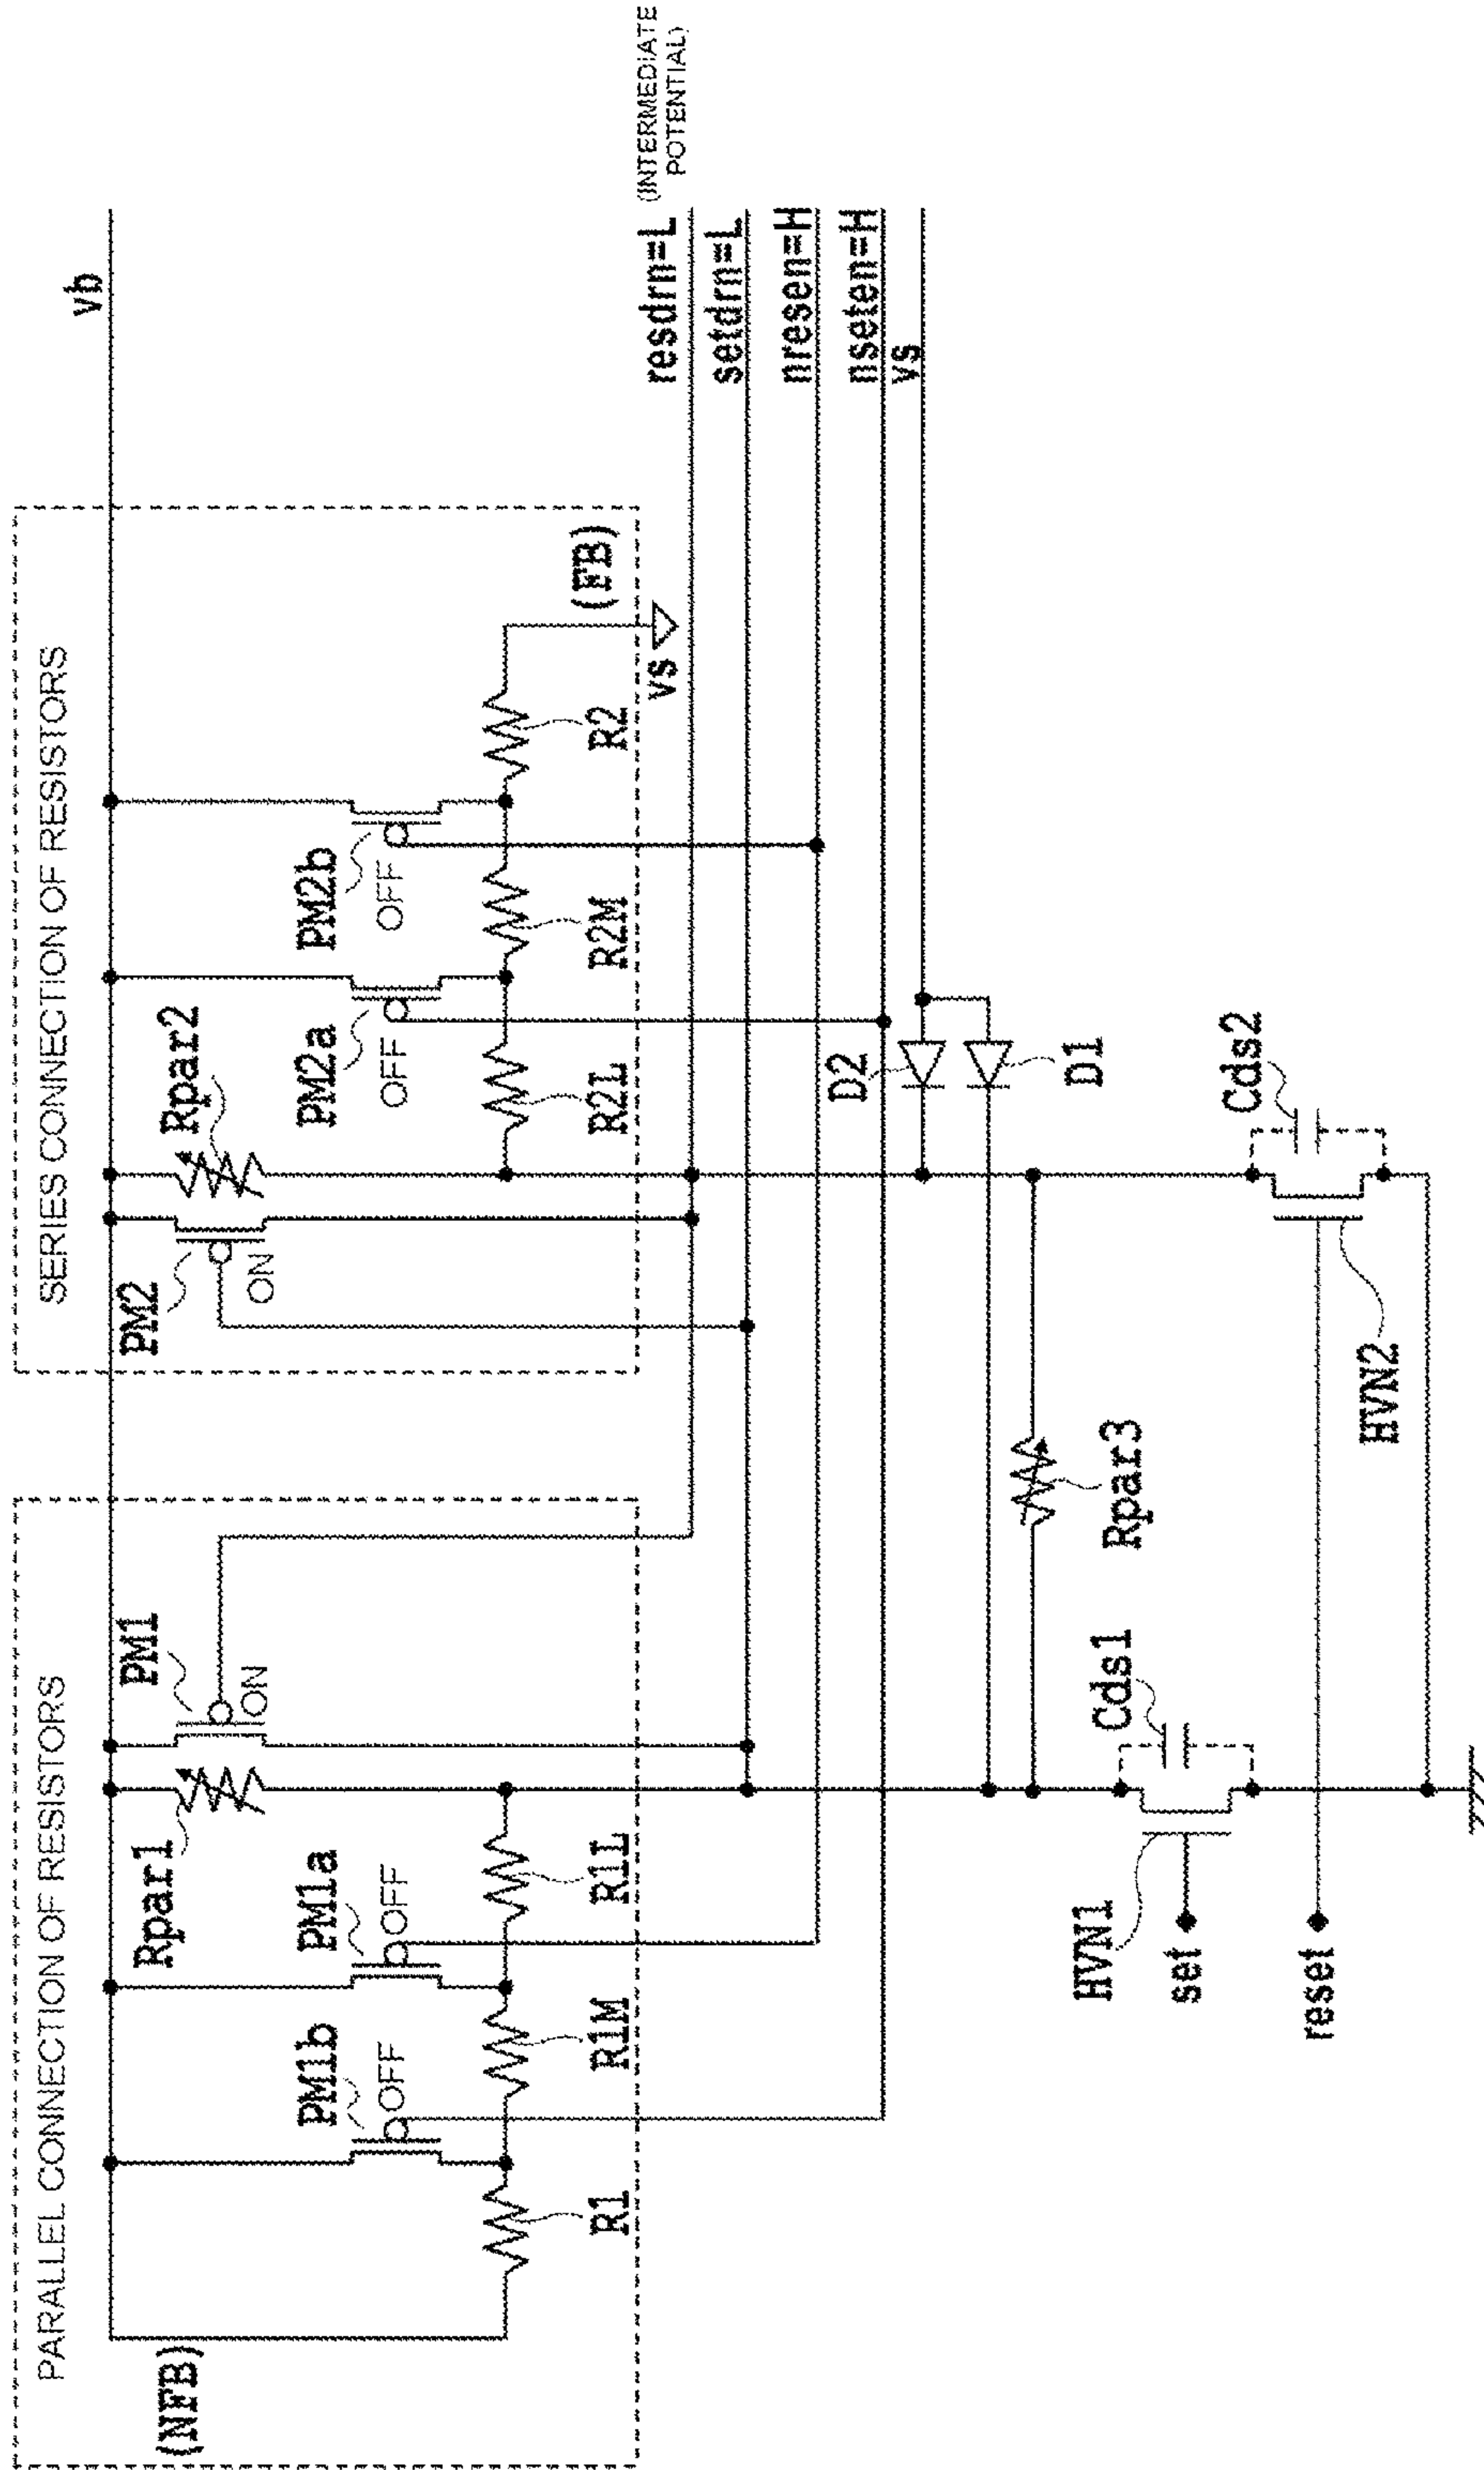 PARALLEL CONNECTION OF RESISTORS
SERIES CONNECTION OF RESISTORS
vb
(NFB)
Rpar1
PM1
ON
PM2
ON
Rpar2
PM1b
OFF
PM1a
OFF
PM2a
OFF
PM2b
OFF
R1
R1M
R1L
R2L
R2M
R2
(FB)
vs
resdrn=L
(INTERMEDIATE
POTENTIAL)
setdrn=L
nresen=H
nseten=H
vs
D2
D1
Rpar3
Cds1
Cds2
HVN1
set
HVN2
reset